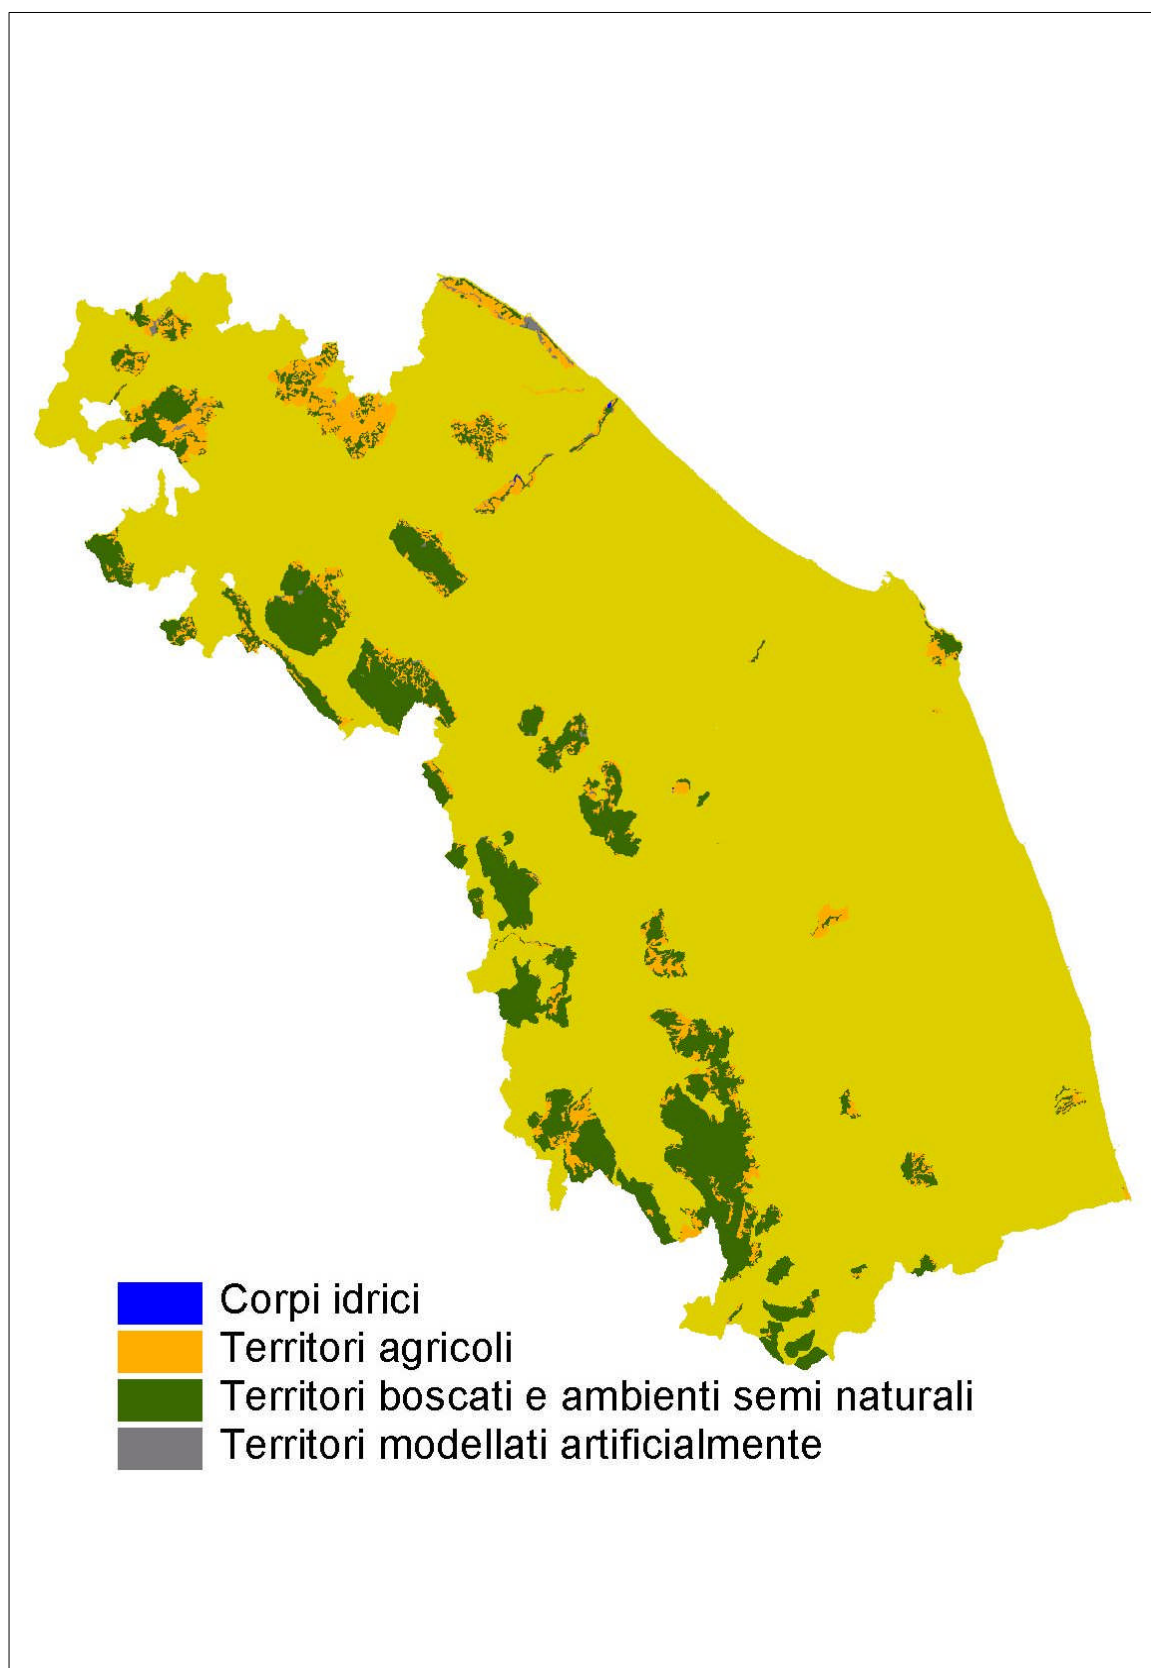 Corpi idrici
Territori agricoli
Territori boscati e ambienti semi naturali
Territori modellati artificialmente